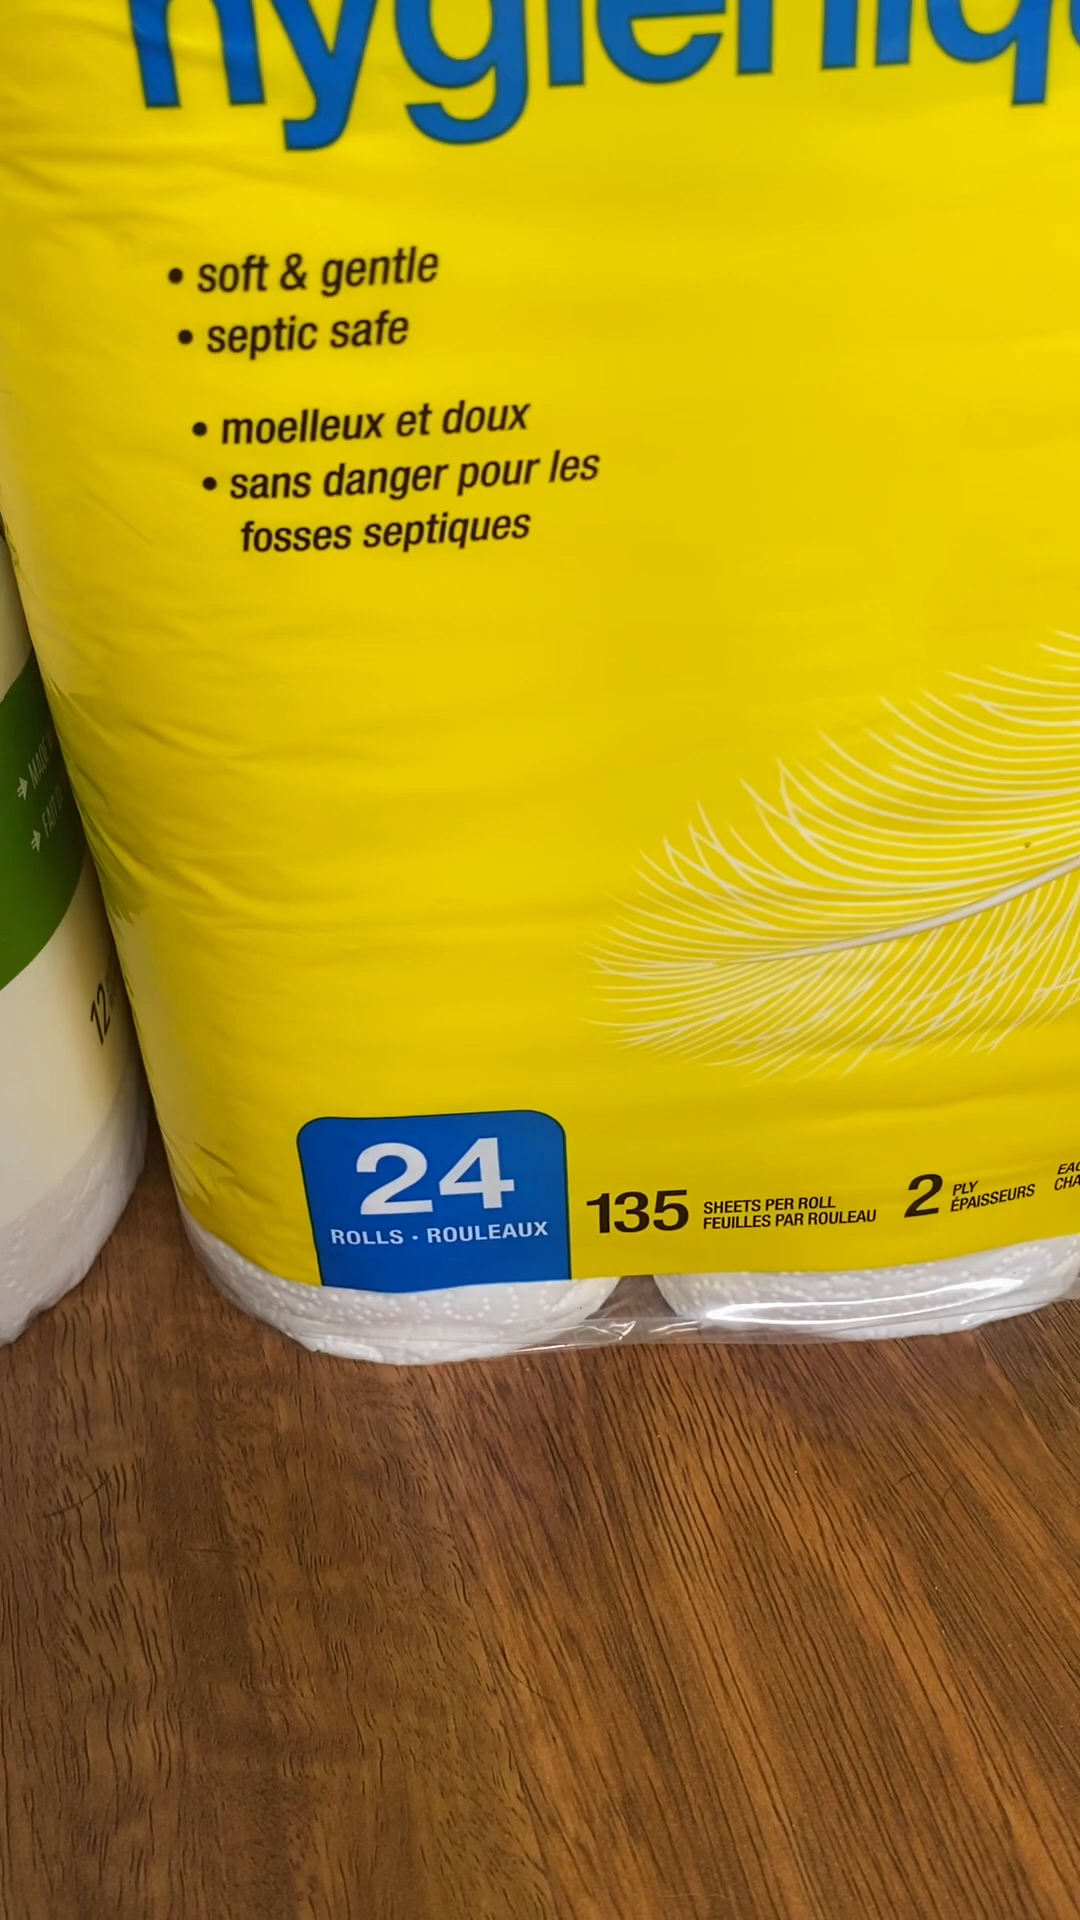 • soft & gentle
• septic safe
• moelleux et doux
• sans danger pour les
fosses septiques
24
ROLLS • ROULEAUX
135 SHEETS PER ROLL
FEUILLES PAR ROULEAU
2 PLY
ÉPAISSEURS
12